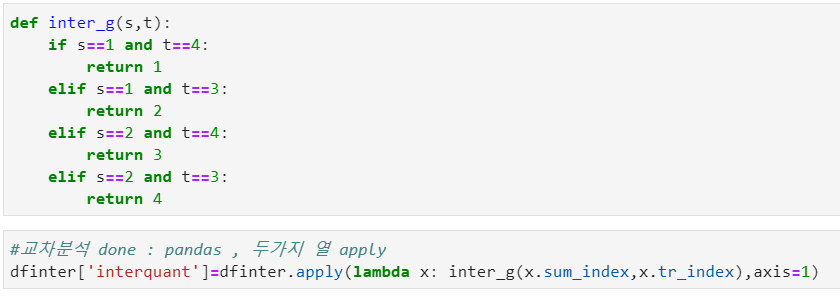 def inter_g(s,t):
    if s==1 and t==4:
        return 1
    elif s==1 and t==3:
        return 2
    elif s==2 and t==4:
        return 3
    elif s==2 and t==3:
        return 4
#교차분석 done : pandas , 두가지 열 apply
dfinter['interquant']=dfinter.apply(lambda x: inter_g(x.sum_index,x.tr_index),axis=1)